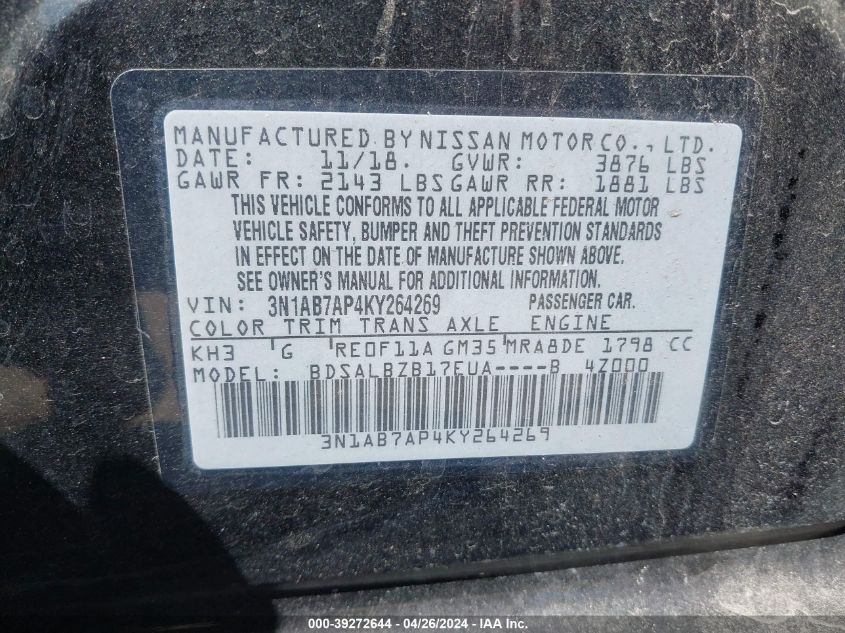 MANUFACTURED BY NISSAN MOTOR CO., LTD.
DATE: 11/18. GVWR: 3876 LBS
GAWR FR: 2143 LBS GAWR RR: 1881 LBS
THIS VEHICLE CONFORMS TO ALL APPLICABLE FEDERAL MOTOR
VEHICLE SAFETY, BUMPER AND THEFT PREVENTION STANDARDS
IN EFFECT ON THE DATE OF MANUFACTURE SHOWN ABOVE.
SEE OWNER'S MANUAL FOR ADDITIONAL INFORMATION.
VIN: 3N1AB7AP4KY264269 PASSENGER CAR.
COLOR TRIM TRANS AXLE ENGINE
KH3 G RE0F11A GM35 MRA8DE 1798 CC
MODEL: BDSALBZB17EUA----B 4Z000
3N1AB7AP4KY264269
000-39272644 / 04/26/2024 - IAA Inc.